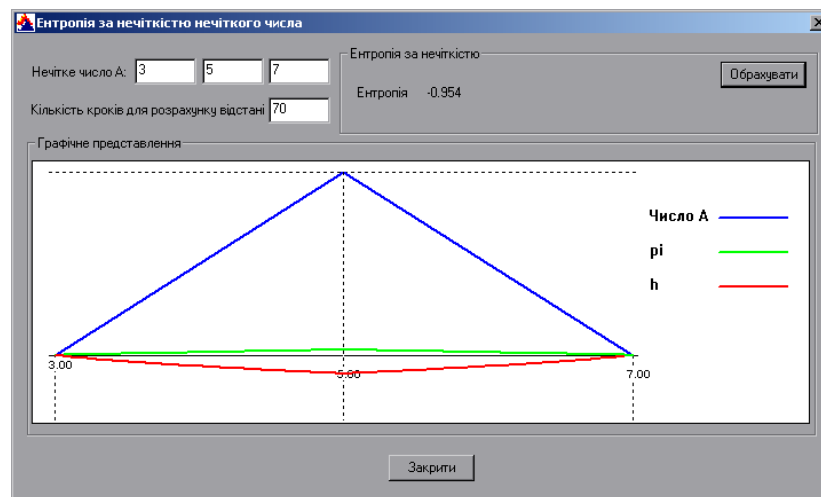 Ентропія за нечіткістю нечіткого числа
Нечітке число А: 3 5 7
Кількість кроків для розрахунку відстані 70
Ентропія за нечіткістю
Ентропія -0.954
Обрахувати
Графічне представлення
Число А
pi
h
3.00 5.00 7.00
Закрити